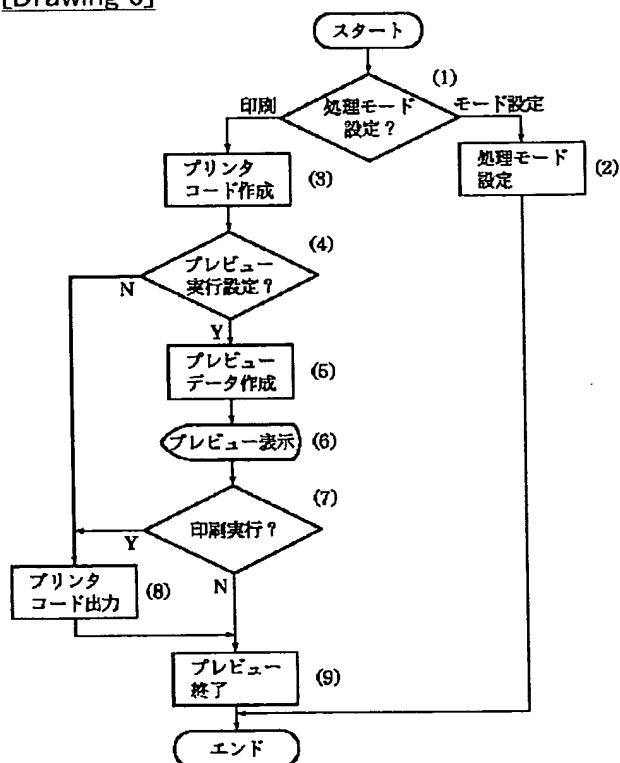 [Drawing 6]
スタート
(1)
印刷
処理モード
設定？
モード設定
処理モード
設定
(2)
プリンタ
コード作成
(3)
(4)
プレビュー
実行設定？
N
Y
プレビュー
データ作成
(5)
プレビュー表示
(6)
(7)
印刷実行？
Y
N
プリンタ
コード出力
(8)
プレビュー
終了
(9)
エンド